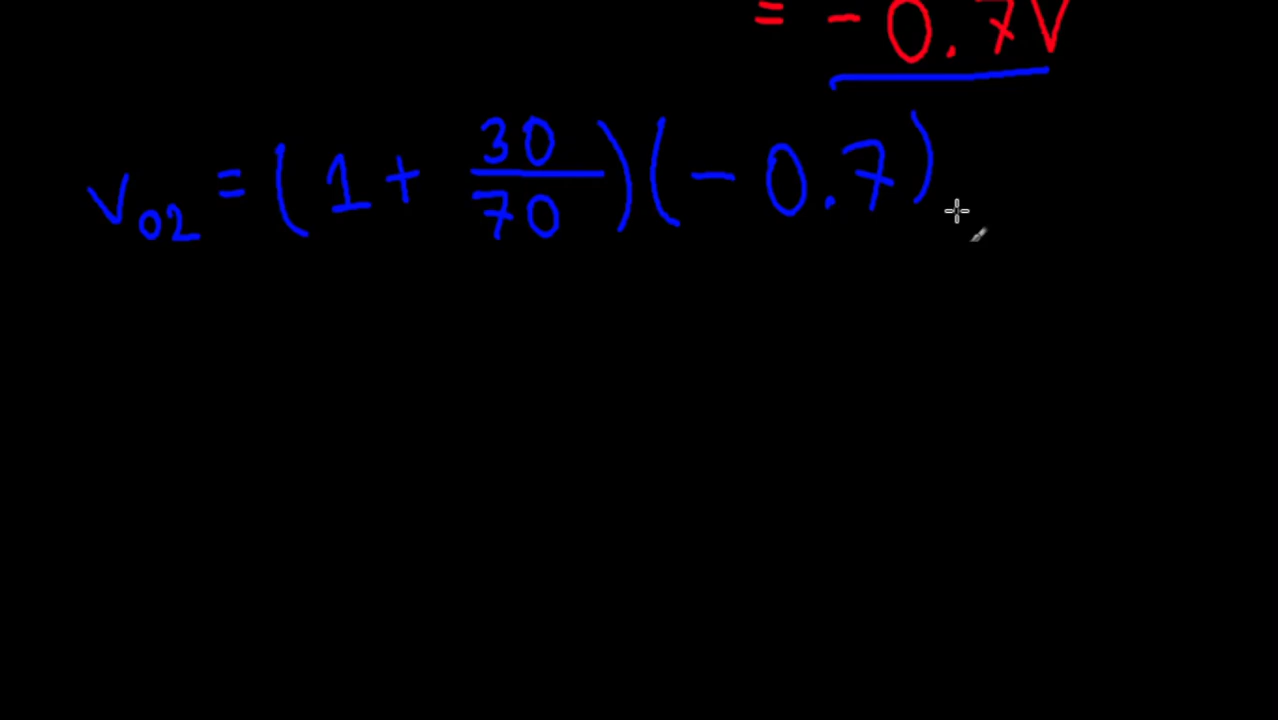 = - 0.7V
v02 = (1 + 30/70)(-0.7)